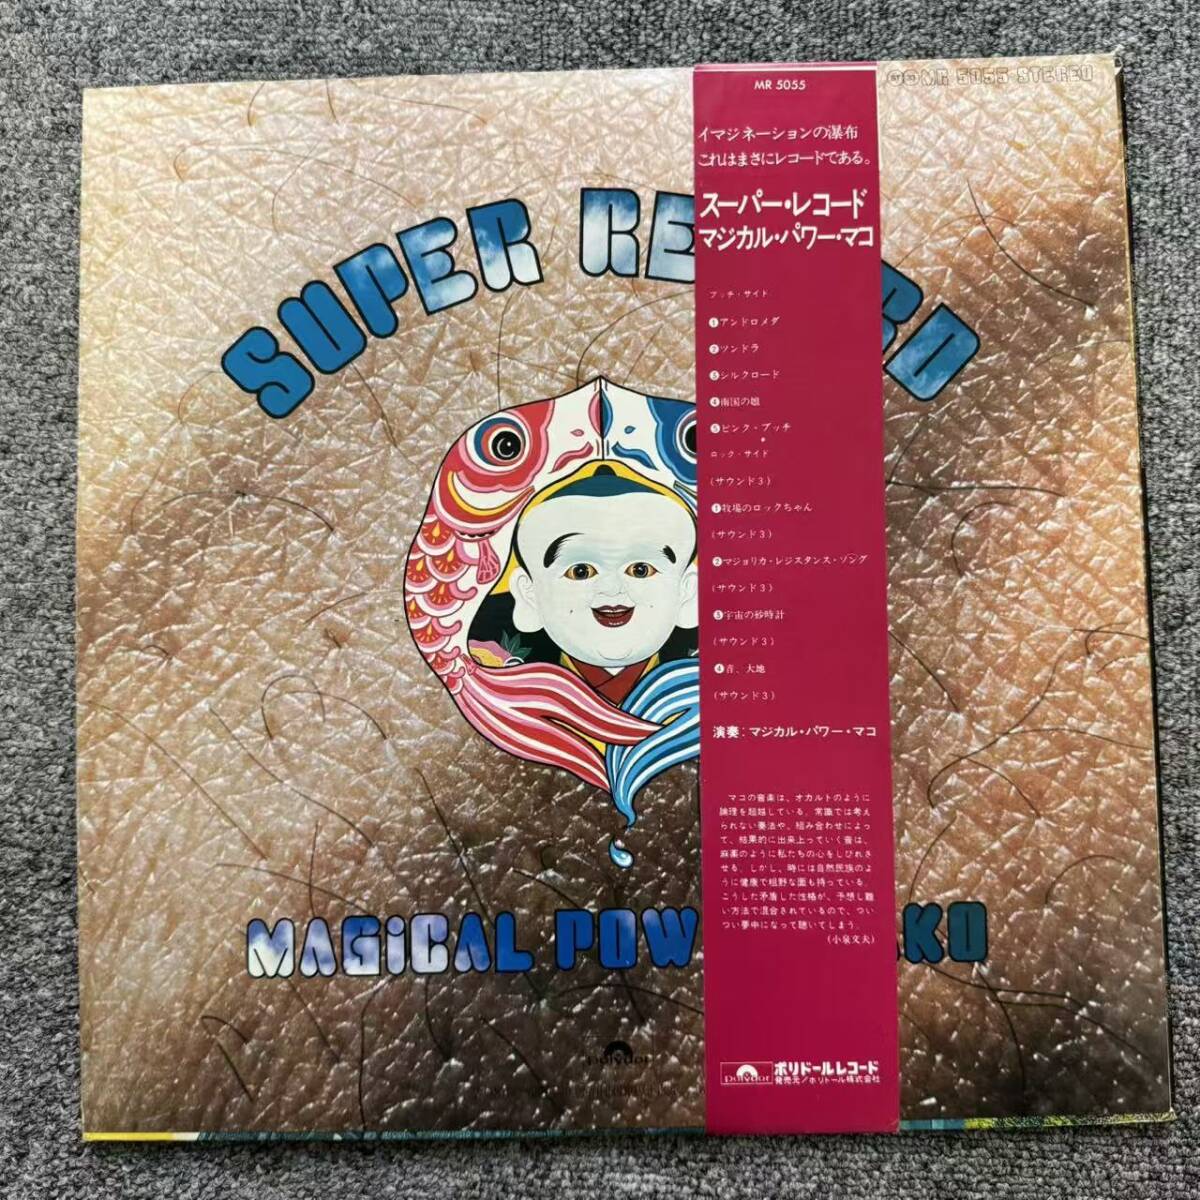 MR 5055 STEREO
SUPER RE RD
MAGiCAL POW AKO
polydor
MR 5055
イマジネーションの瀑布
これはまさにレコードである。
スーパー・レコード
マジカル・パワー・マコ
ブッチ・サイド
❶アンドロメダ
❷ツンドラ
❸シルクロード
❹南国の娘
❺ピンク・ブッチ
ロック・サイド
(サウンド3)
❶牧場のロックちゃん
(サウンド3)
❷マジョリカ・レジスタンス・ソング
(サウンド3)
❸宇宙の砂時計
(サウンド3)
❹音、大地
(サウンド3)
演奏:マジカル・パワー・マコ
マコの音楽は、オカルトのように
論理を超越している。常識では考え
られない奏法や、組み合わせによっ
て、結果的に出来上っていく音は、
麻薬のように私たちの心をしびれさ
せる。しかし、時には自然民族のよ
うに健康で粗野な面も持っている。
こうした矛盾した性格が、予想し難
い方法で混合されているので、つい
つい夢中になって聴いてしまう。
(小泉文夫)
polydor
ポリドールレコード
発売元/ポリドール株式会社